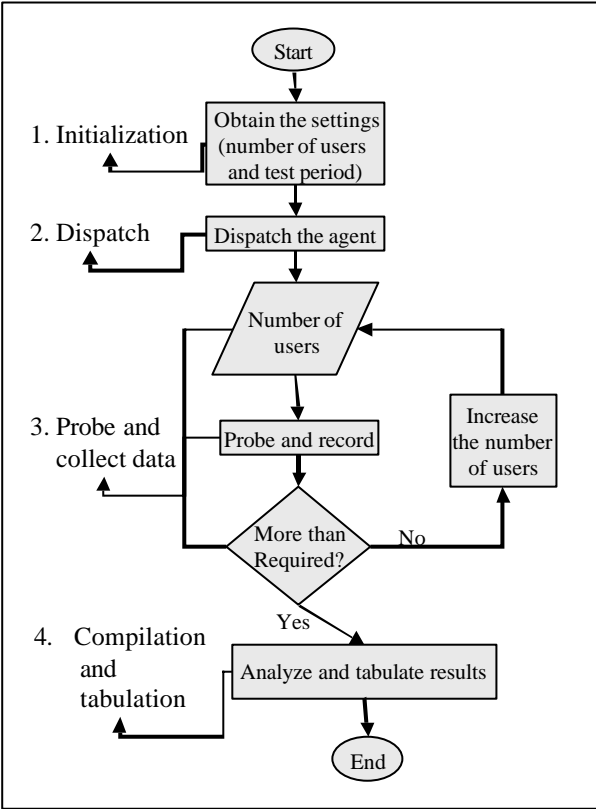 Start
1. Initialization
Obtain the settings
(number of users
and test period)
2. Dispatch
Dispatch the agent
Number of
users
3. Probe and
collect data
Probe and record
Increase
the number
of users
More than
Required?
No
Yes
4. Compilation
and
tabulation
Analyze and tabulate results
End